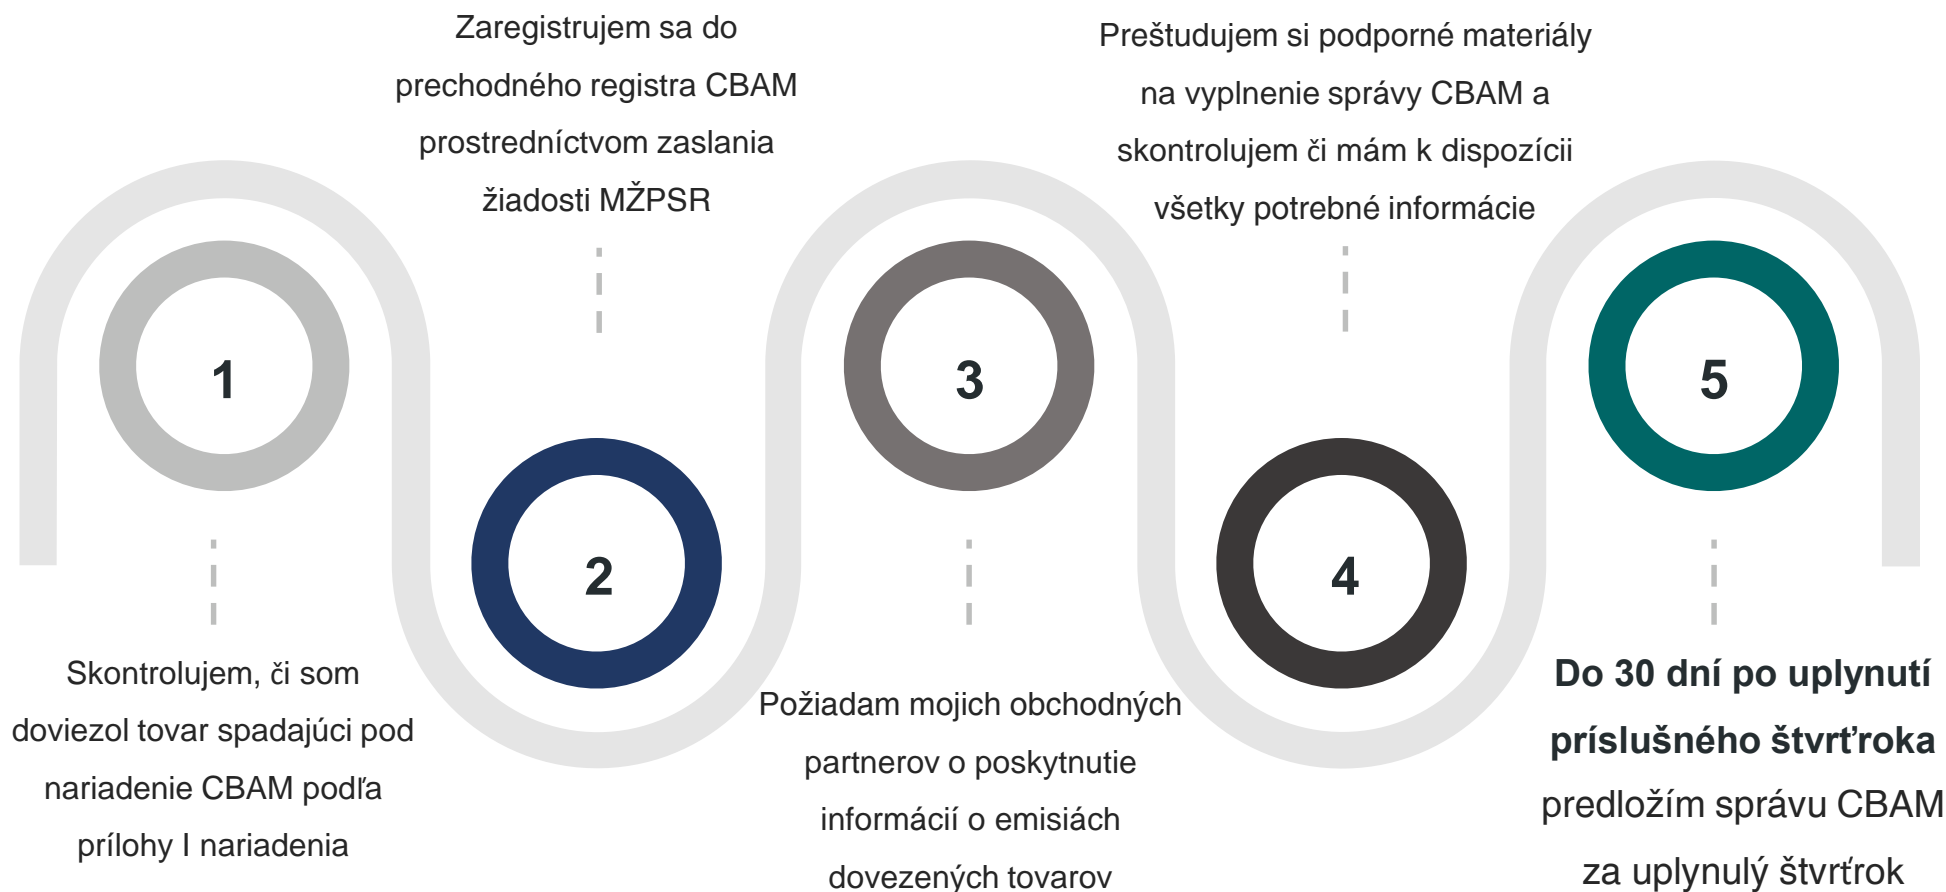 1
Skontrolujem, či som
doviezol tovar spadajúci pod
nariadenie CBAM podľa
prílohy I nariadenia
Zaregistrujem sa do
prechodného registra CBAM
prostredníctvom zaslania
žiadosti MŽPSR
2
3
Požiadam mojich obchodných
partnerov o poskytnutie
informácií o emisiách
dovezených tovarov
Preštudujem si podporné materiály
na vyplnenie správy CBAM a
skontrolujem či mám k dispozícii
všetky potrebné informácie
4
5
Do 30 dní po uplynutí
príslušného štvrťroka
predložím správu CBAM
za uplynulý štvrťrok